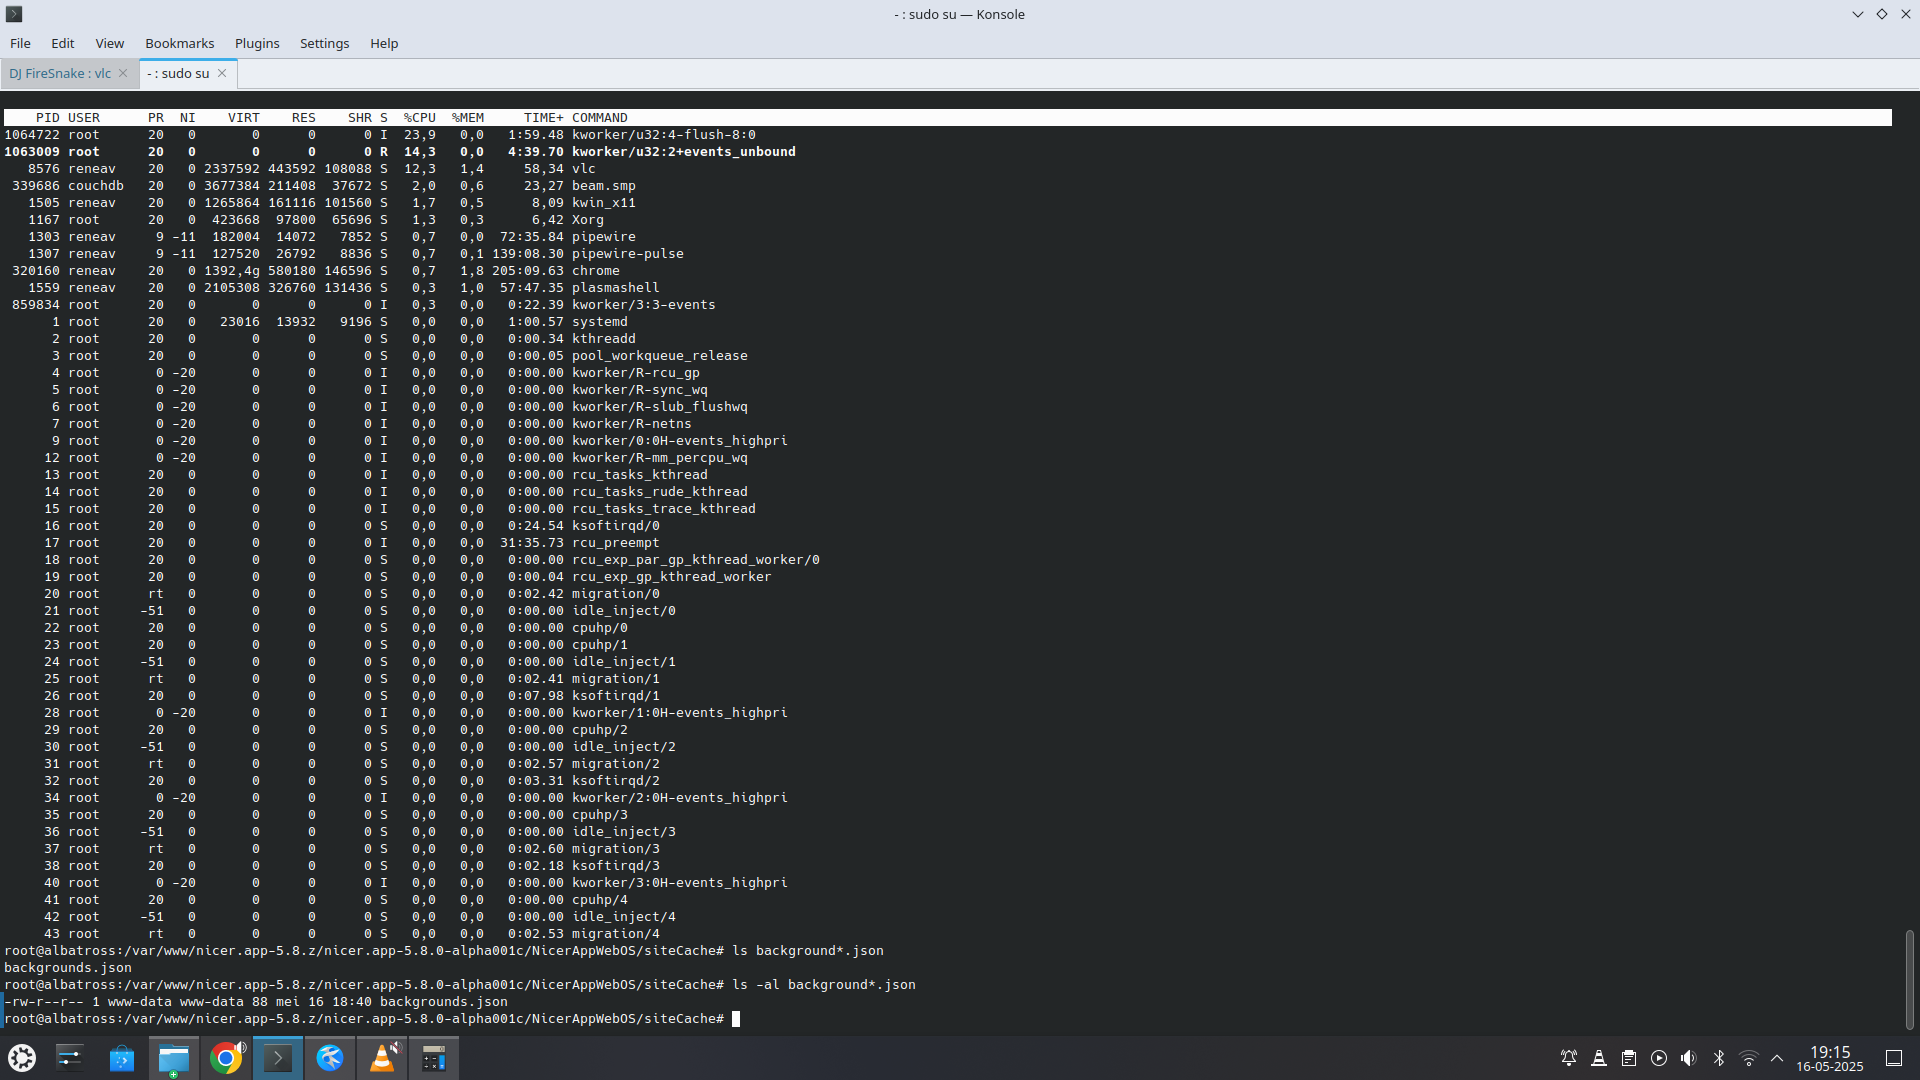 - : sudo su — Konsole
File Edit View Bookmarks Plugins Settings Help
DJ FireSnake : vlc - : sudo su
PID USER PR NI VIRT RES SHR S %CPU %MEM TIME+ COMMAND
1064722 root 20 0 0 0 0 I 23,9 0,0 1:59.48 kworker/u32:4-flush-8:0
1063009 root 20 0 0 0 0 R 14,3 0,0 4:39.70 kworker/u32:2+events_unbound
8576 reneav 20 0 2337592 443592 108088 S 12,3 1,4 58,34 vlc
339686 couchdb 20 0 3677384 211408 37672 S 2,0 0,6 23,27 beam.smp
1505 reneav 20 0 1265864 161116 101560 S 1,7 0,5 8,09 kwin_x11
1167 root 20 0 423668 97800 65696 S 1,3 0,3 6,42 Xorg
1303 reneav 9 -11 182004 14072 7852 S 0,7 0,0 72:35.84 pipewire
1307 reneav 9 -11 127520 26792 8836 S 0,7 0,1 139:08.30 pipewire-pulse
320160 reneav 20 0 1392,4g 580180 146596 S 0,7 1,8 205:09.63 chrome
1559 reneav 20 0 2105308 326760 131436 S 0,3 1,0 57:47.35 plasmashell
859834 root 20 0 0 0 0 I 0,3 0,0 0:22.39 kworker/3:3-events
1 root 20 0 23016 13932 9196 S 0,0 0,0 1:00.57 systemd
2 root 20 0 0 0 0 S 0,0 0,0 0:00.34 kthreadd
3 root 20 0 0 0 0 S 0,0 0,0 0:00.05 pool_workqueue_release
4 root 0 -20 0 0 0 I 0,0 0,0 0:00.00 kworker/R-rcu_gp
5 root 0 -20 0 0 0 I 0,0 0,0 0:00.00 kworker/R-sync_wq
6 root 0 -20 0 0 0 I 0,0 0,0 0:00.00 kworker/R-slub_flushwq
7 root 0 -20 0 0 0 I 0,0 0,0 0:00.00 kworker/R-netns
9 root 0 -20 0 0 0 I 0,0 0,0 0:00.00 kworker/0:0H-events_highpri
12 root 0 -20 0 0 0 I 0,0 0,0 0:00.00 kworker/R-mm_percpu_wq
13 root 20 0 0 0 0 I 0,0 0,0 0:00.00 rcu_tasks_kthread
14 root 20 0 0 0 0 I 0,0 0,0 0:00.00 rcu_tasks_rude_kthread
15 root 20 0 0 0 0 I 0,0 0,0 0:00.00 rcu_tasks_trace_kthread
16 root 20 0 0 0 0 S 0,0 0,0 0:24.54 ksoftirqd/0
17 root 20 0 0 0 0 I 0,0 0,0 31:35.73 rcu_preempt
18 root 20 0 0 0 0 S 0,0 0,0 0:00.00 rcu_exp_par_gp_kthread_worker/0
19 root 20 0 0 0 0 S 0,0 0,0 0:00.04 rcu_exp_gp_kthread_worker
20 root rt 0 0 0 0 S 0,0 0,0 0:02.42 migration/0
21 root -51 0 0 0 0 S 0,0 0,0 0:00.00 idle_inject/0
22 root 20 0 0 0 0 S 0,0 0,0 0:00.00 cpuhp/0
23 root 20 0 0 0 0 S 0,0 0,0 0:00.00 cpuhp/1
24 root -51 0 0 0 0 S 0,0 0,0 0:00.00 idle_inject/1
25 root rt 0 0 0 0 S 0,0 0,0 0:02.41 migration/1
26 root 20 0 0 0 0 S 0,0 0,0 0:07.98 ksoftirqd/1
28 root 0 -20 0 0 0 I 0,0 0,0 0:00.00 kworker/1:0H-events_highpri
29 root 20 0 0 0 0 S 0,0 0,0 0:00.00 cpuhp/2
30 root -51 0 0 0 0 S 0,0 0,0 0:00.00 idle_inject/2
31 root rt 0 0 0 0 S 0,0 0,0 0:02.57 migration/2
32 root 20 0 0 0 0 S 0,0 0,0 0:03.31 ksoftirqd/2
34 root 0 -20 0 0 0 I 0,0 0,0 0:00.00 kworker/2:0H-events_highpri
35 root 20 0 0 0 0 S 0,0 0,0 0:00.00 cpuhp/3
36 root -51 0 0 0 0 S 0,0 0,0 0:00.00 idle_inject/3
37 root rt 0 0 0 0 S 0,0 0,0 0:02.60 migration/3
38 root 20 0 0 0 0 S 0,0 0,0 0:02.18 ksoftirqd/3
40 root 0 -20 0 0 0 I 0,0 0,0 0:00.00 kworker/3:0H-events_highpri
41 root 20 0 0 0 0 S 0,0 0,0 0:00.00 cpuhp/4
42 root -51 0 0 0 0 S 0,0 0,0 0:00.00 idle_inject/4
43 root rt 0 0 0 0 S 0,0 0,0 0:02.53 migration/4
root@albatross:/var/www/nicer.app-5.8.z/nicer.app-5.8.0-alpha001c/NicerAppWebOS/siteCache# ls background*.json
backgrounds.json
root@albatross:/var/www/nicer.app-5.8.z/nicer.app-5.8.0-alpha001c/NicerAppWebOS/siteCache# ls -al background*.json
-rw-r--r-- 1 www-data www-data 88 mei 16 18:40 backgrounds.json
root@albatross:/var/www/nicer.app-5.8.z/nicer.app-5.8.0-alpha001c/NicerAppWebOS/siteCache#
19:15
16-05-2025